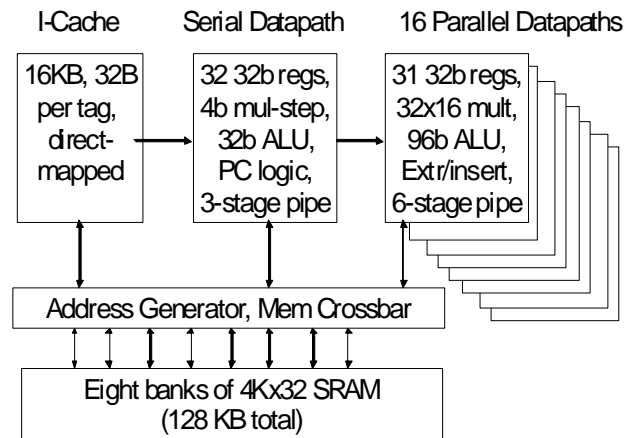 I-Cache
16KB, 32B
per tag,
direct-
mapped
Serial Datapath
32 32b regs,
4b mul-step,
32b ALU,
PC logic,
3-stage pipe
16 Parallel Datapaths
31 32b regs,
32x16 mult,
96b ALU,
Extr/insert,
6-stage pipe
Address Generator, Mem Crossbar
Eight banks of 4Kx32 SRAM
(128 KB total)